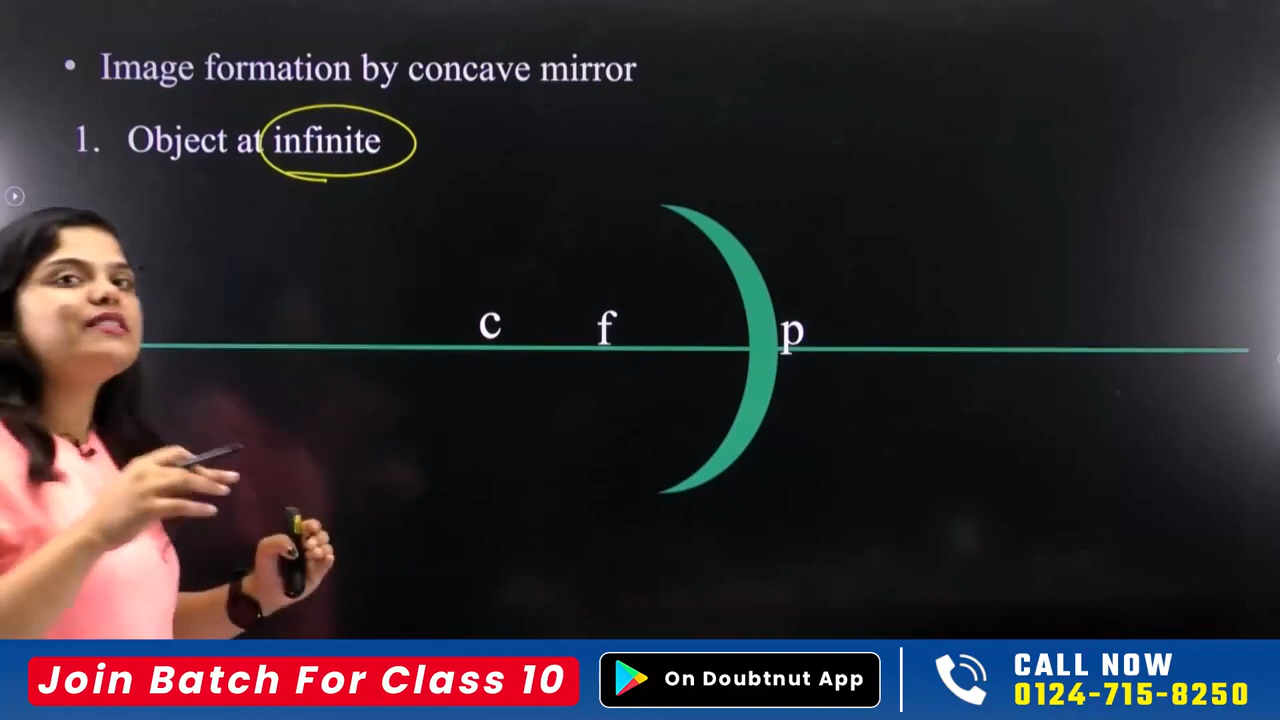 • Image formation by concave mirror
1. Object at infinite
c f p
Join Batch For Class 10
On Doubtnut App
CALL NOW
0124-715-8250